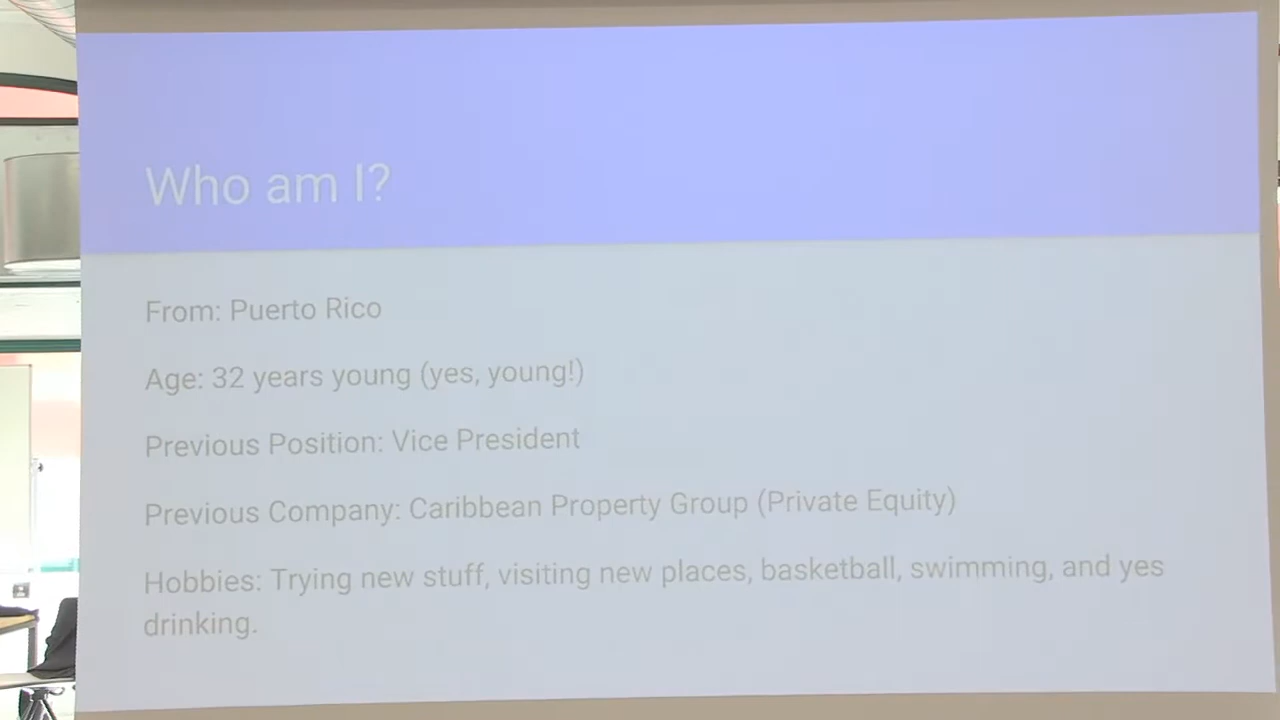 Who am I?
From: Puerto Rico
Age: 32 years young (yes, young!)
Previous Position: Vice President
Previous Company: Caribbean Property Group (Private Equity)
Hobbies: Trying new stuff, visiting new places, basketball, swimming, and yes
drinking.